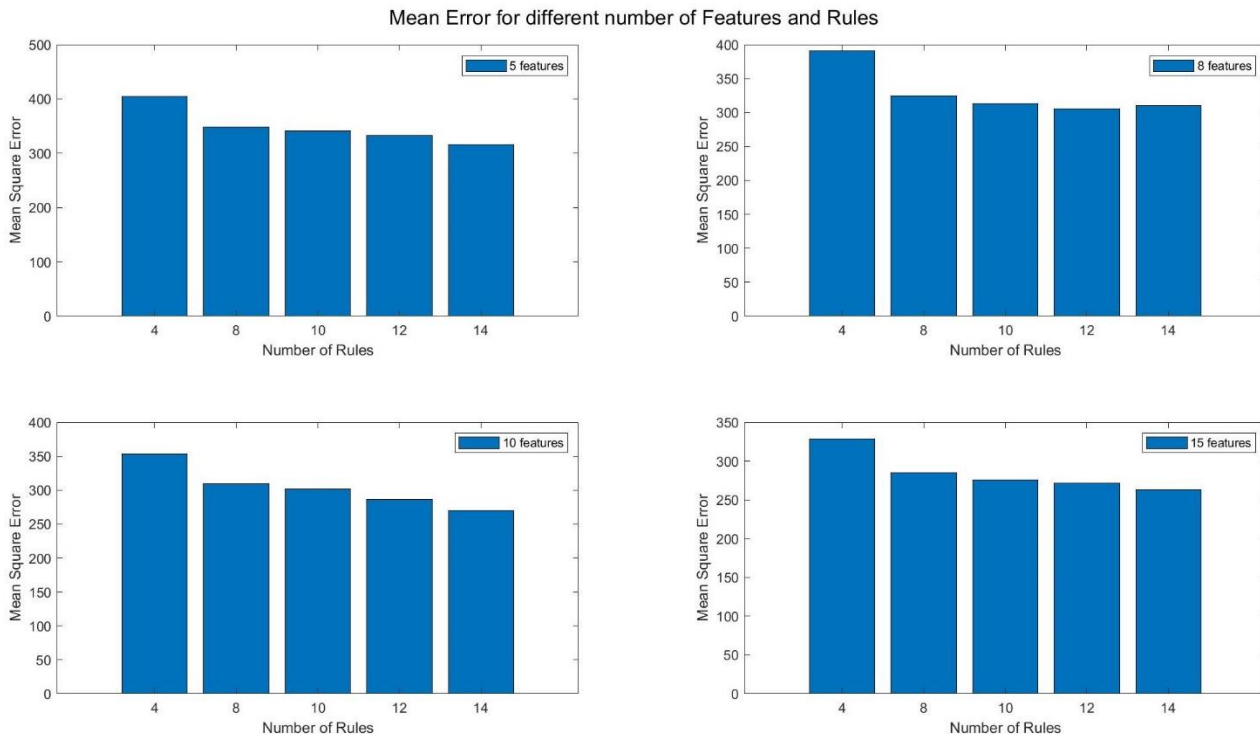 Mean Error for different number of Features and Rules
500
400
300
200
100
0
Mean Square Error
5 features
4 8 10 12 14
Number of Rules
400
350
300
250
200
150
100
50
0
Mean Square Error
8 features
4 8 10 12 14
Number of Rules
400
350
300
250
200
150
100
50
0
Mean Square Error
10 features
4 8 10 12 14
Number of Rules
350
300
250
200
150
100
50
0
Mean Square Error
15 features
4 8 10 12 14
Number of Rules